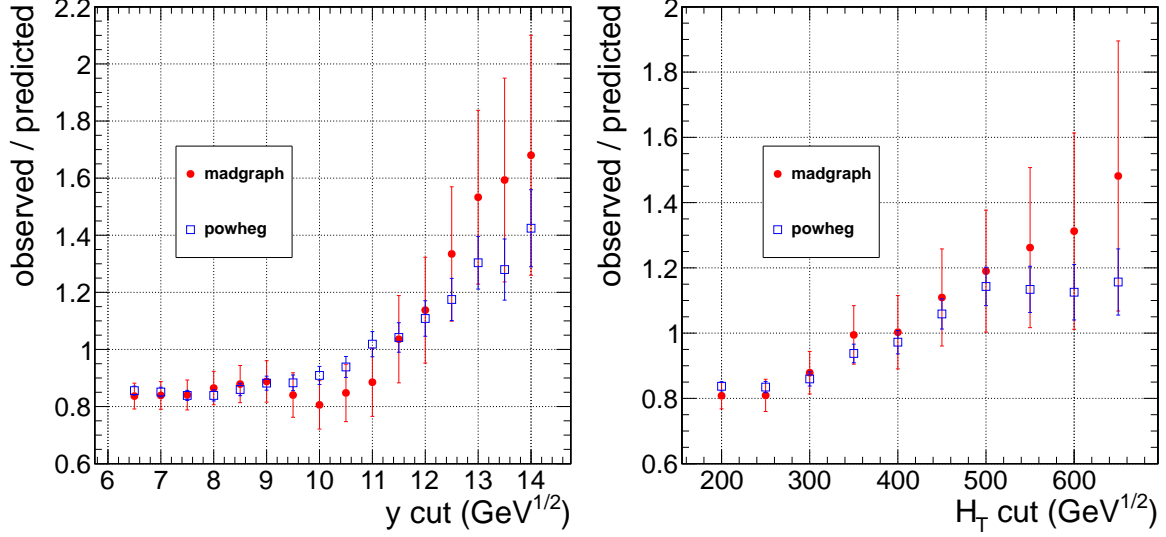 observed / predicted
2.2
2
1.8
1.6
1.4
1.2
1
0.8
0.6
madgraph
powheg
6 7 8 9 10 11 12 13 14
y cut (GeV^{1/2})
observed / predicted
2
1.8
1.6
1.4
1.2
1
0.8
0.6
madgraph
powheg
200 300 400 500 600
H_T cut (GeV^{1/2})